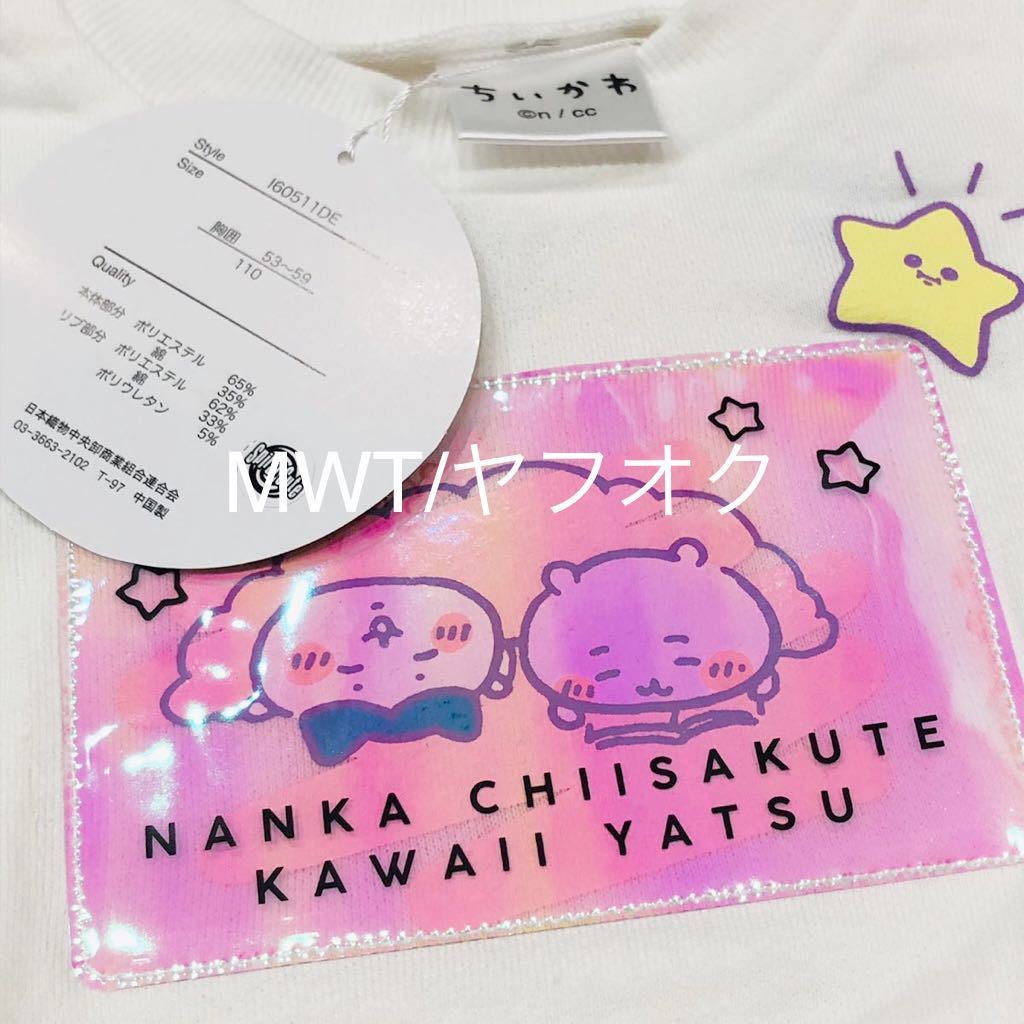 ちいかわ
©n / cc
Style I60511DE
Size
胸囲 53〜59
110
Quality
本体部分 ポリエステル 65%
綿 35%
リブ部分 ポリエステル 62%
綿 33%
ポリウレタン 5%
日本織物中央卸商業組合連合会
03-3663-2102 T-97 中国製
MWT/ヤフオク
NANKA CHIISAKUTE
KAWAII YATSU